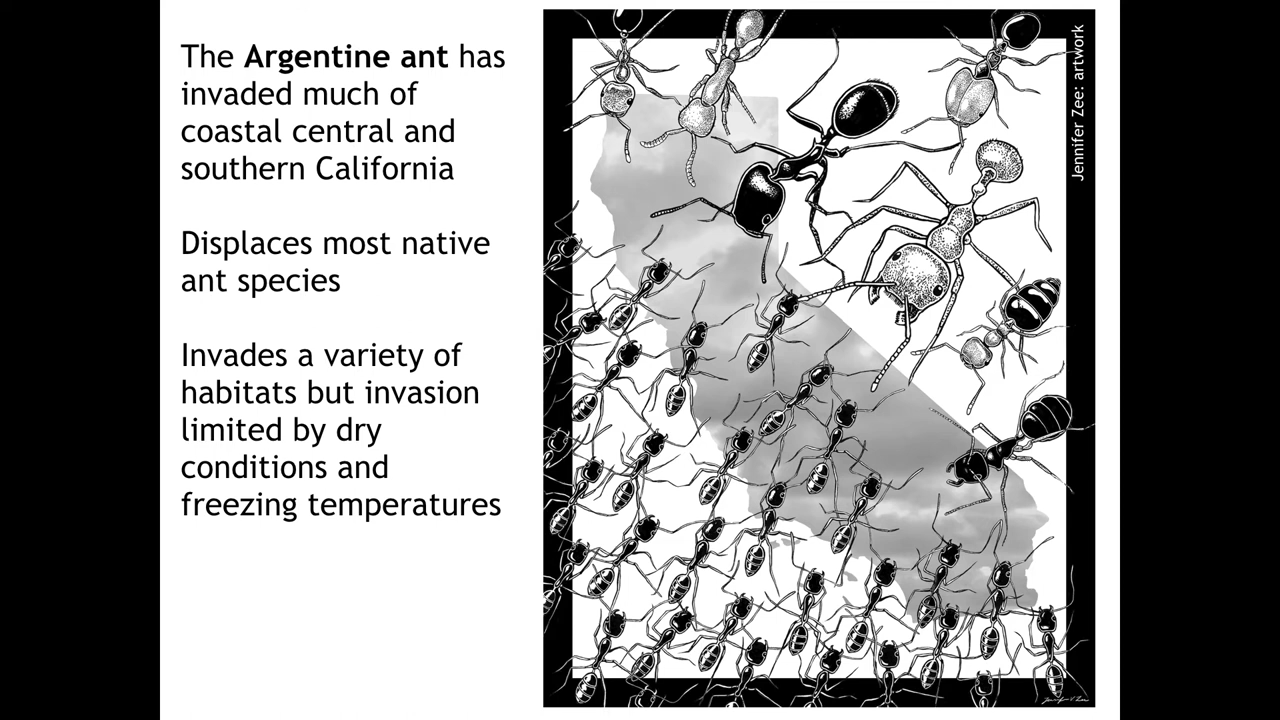 The Argentine ant has
invaded much of
coastal central and
southern California
Displaces most native
ant species
Invades a variety of
habitats but invasion
limited by dry
conditions and
freezing temperatures
Jennifer Zee: artwork